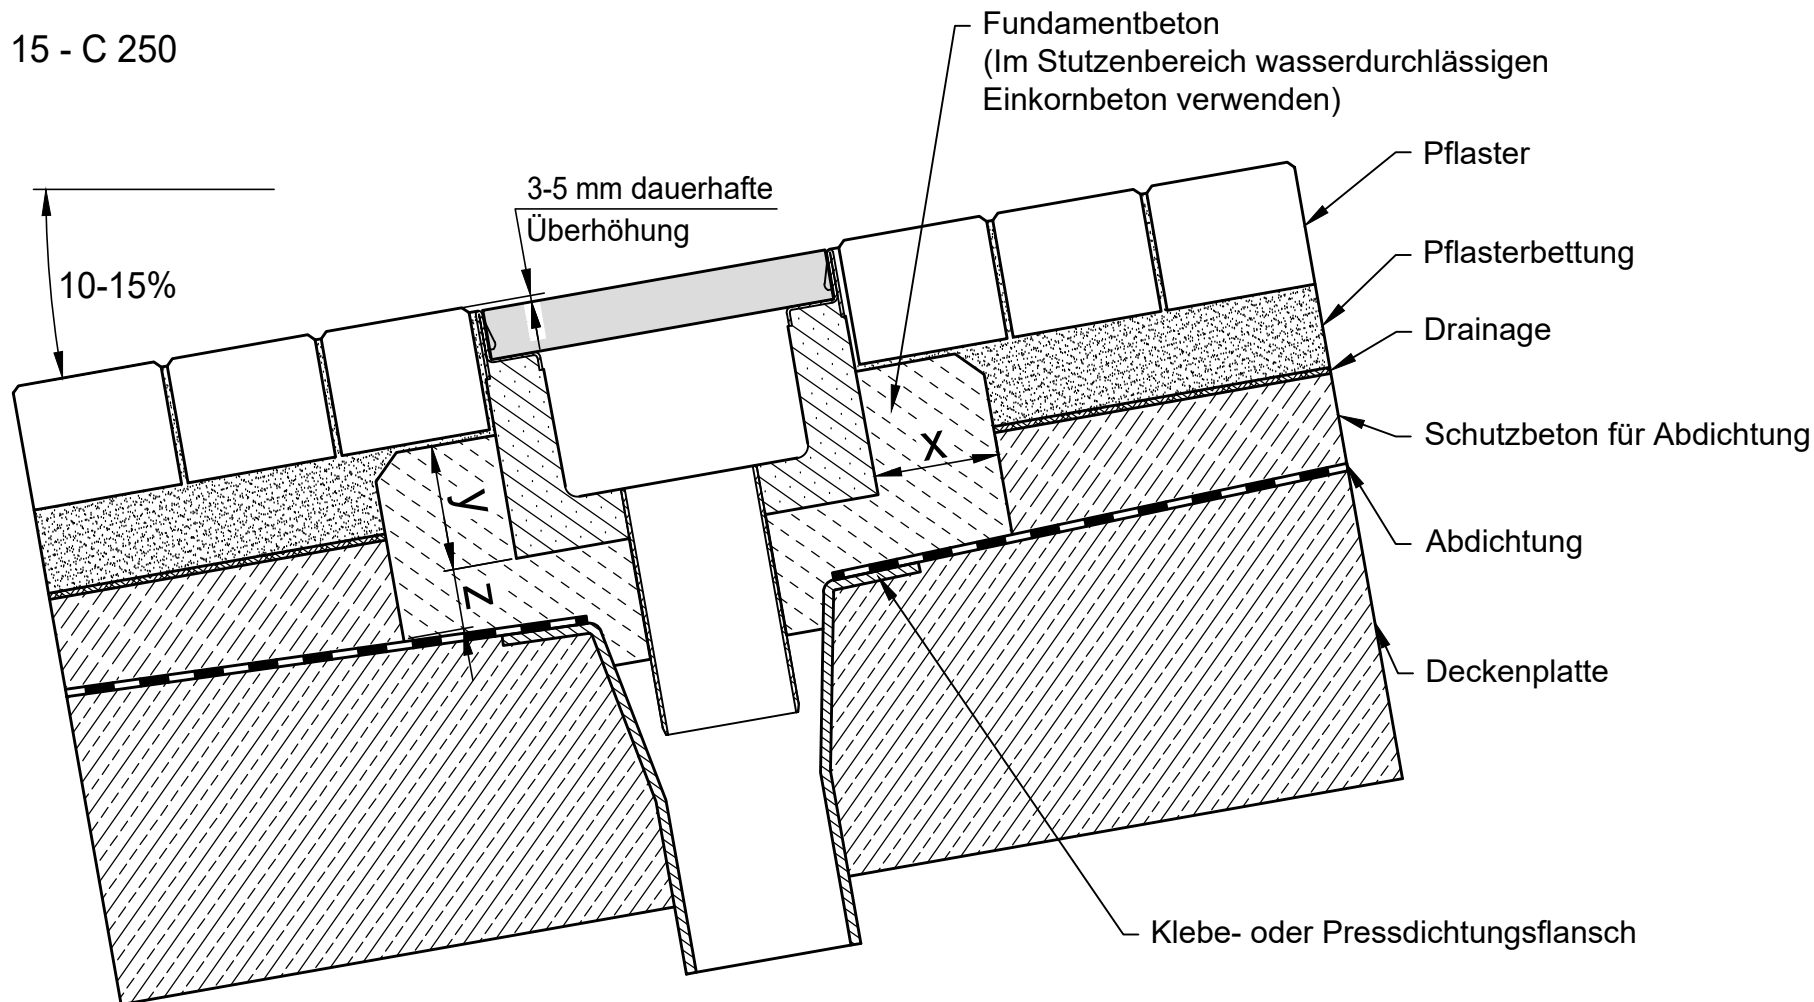 15 - C 250
Fundamentbeton
(Im Stutzenbereich wasserdurchlässigen
Einkornbeton verwenden)
Pflaster
3-5 mm dauerhafte
Überhöhung
Pflasterbettung
10-15%
Drainage
Schutzbeton für Abdichtung
x
y
Abdichtung
z
Deckenplatte
Klebe- oder Pressdichtungsflansch